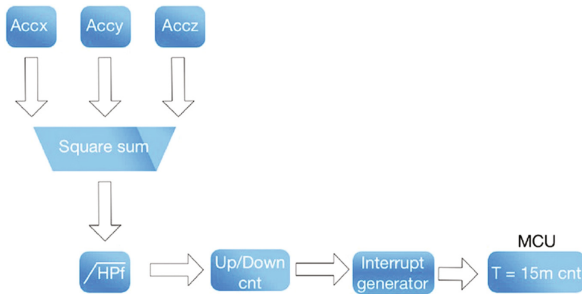 Accx Accy Accz
Square sum
√HPf
Up/Down
cnt
Interrupt
generator
MCU
T = 15m cnt